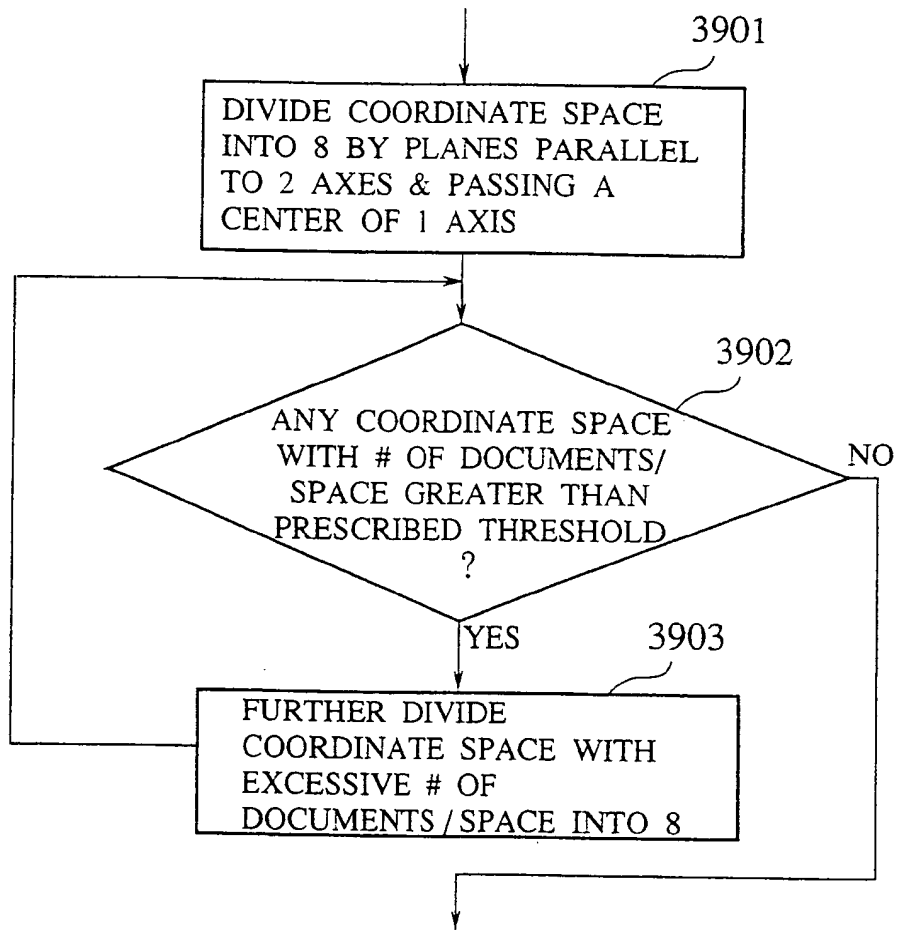 3901
DIVIDE COORDINATE SPACE
INTO 8 BY PLANES PARALLEL
TO 2 AXES & PASSING A
CENTER OF 1 AXIS
3902
ANY COORDINATE SPACE
WITH # OF DOCUMENTS/
SPACE GREATER THAN
PRESCRIBED THRESHOLD
?
NO
YES
3903
FURTHER DIVIDE
COORDINATE SPACE WITH
EXCESSIVE # OF
DOCUMENTS / SPACE INTO 8